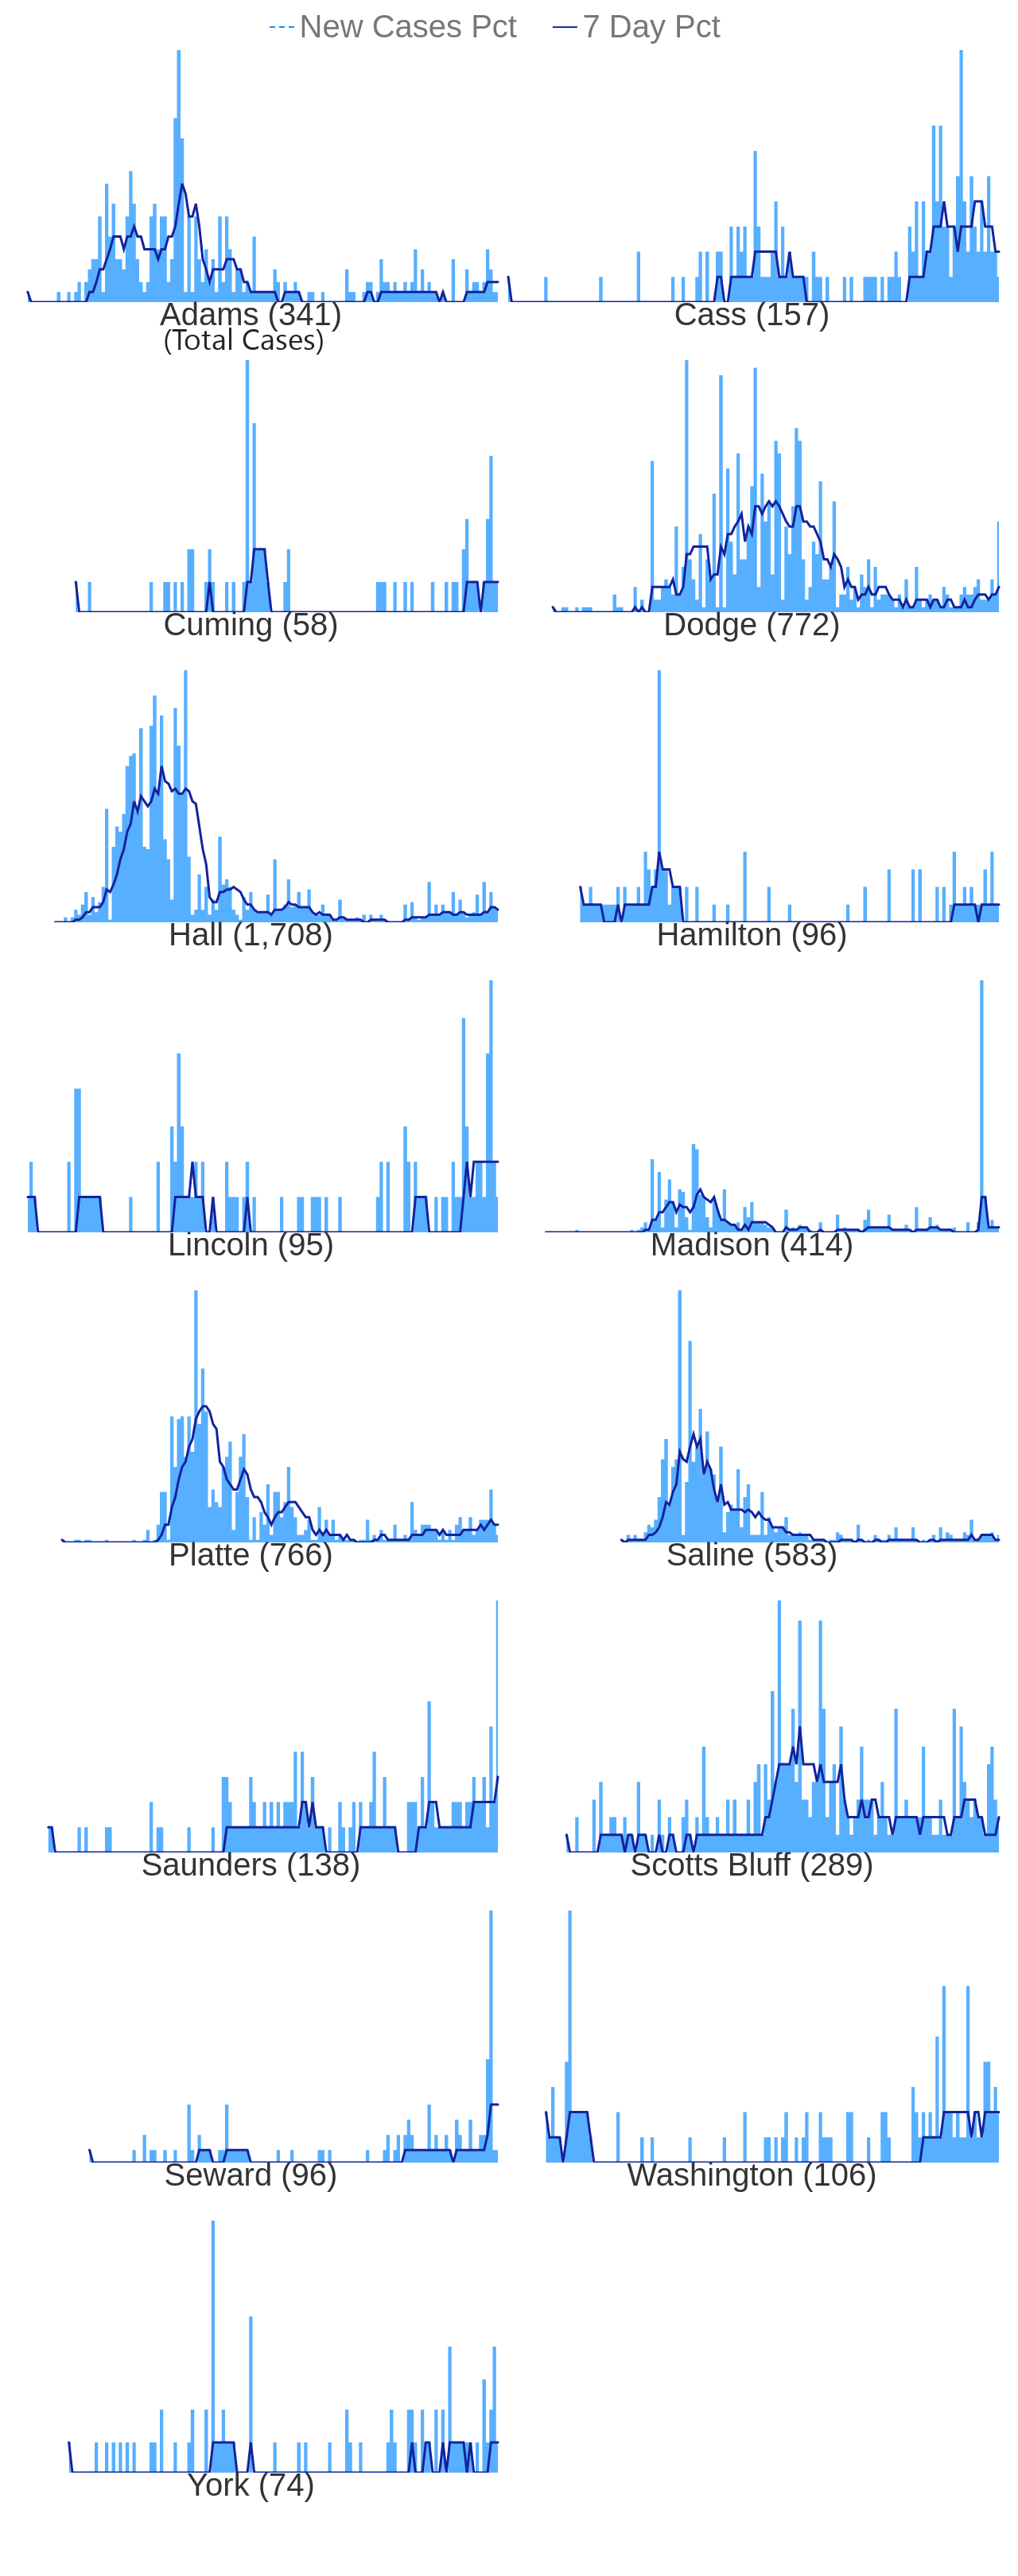 New Cases Pct 7 Day Pct
Adams (341) Cass (157)
(Total Cases)
Cuming (58) Dodge (772)
Hall (1,708) Hamilton (96)
Lincoln (95) Madison (414)
Platte (766) Saline (583)
Saunders (138) Scotts Bluff (289)
Seward (96) Washington (106)
York (74)